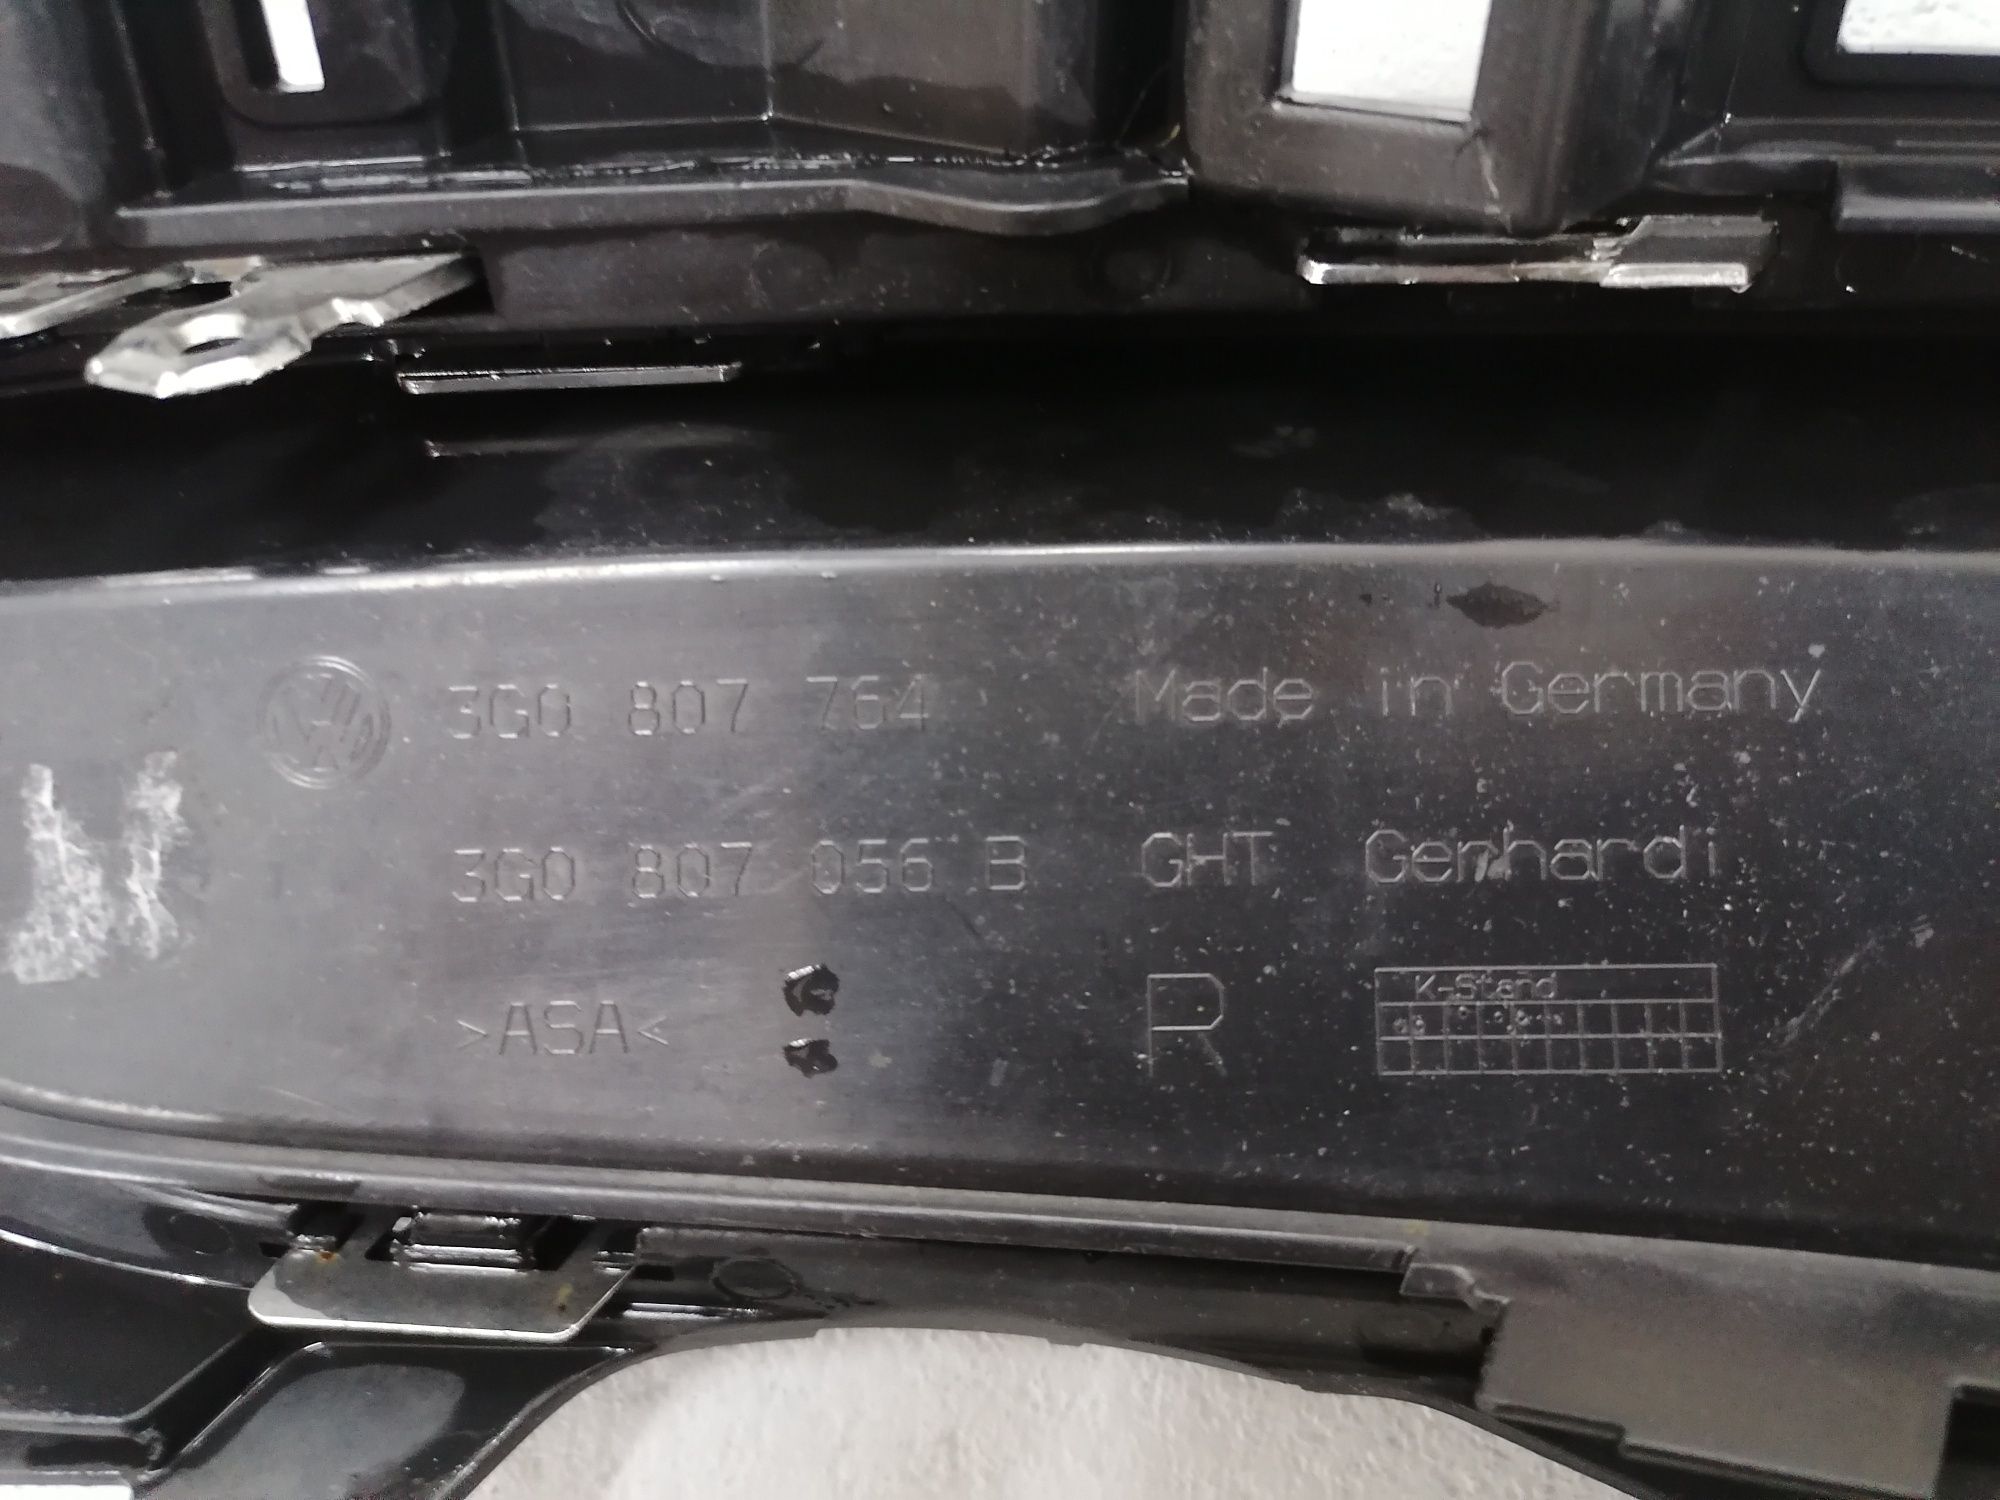 3G0 807 764 Made in Germany
3G0 807 056 B GHT Gerhardi
>ASA< R K-Stand